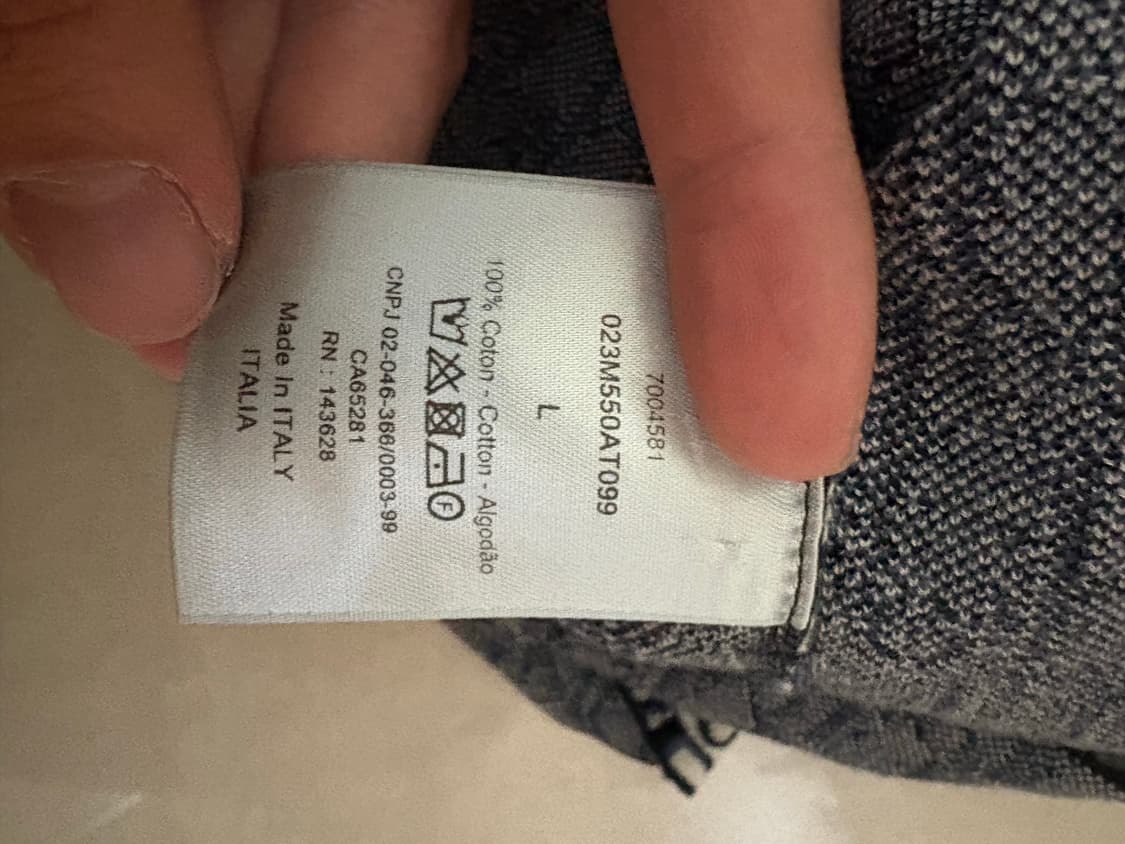 7004581
023M550AT099
L
100% Coton - Cotton - Algodão
F
CNPJ 02-046-366/0003-99
CA65281
RN : 143628
Made In ITALY
ITALIA